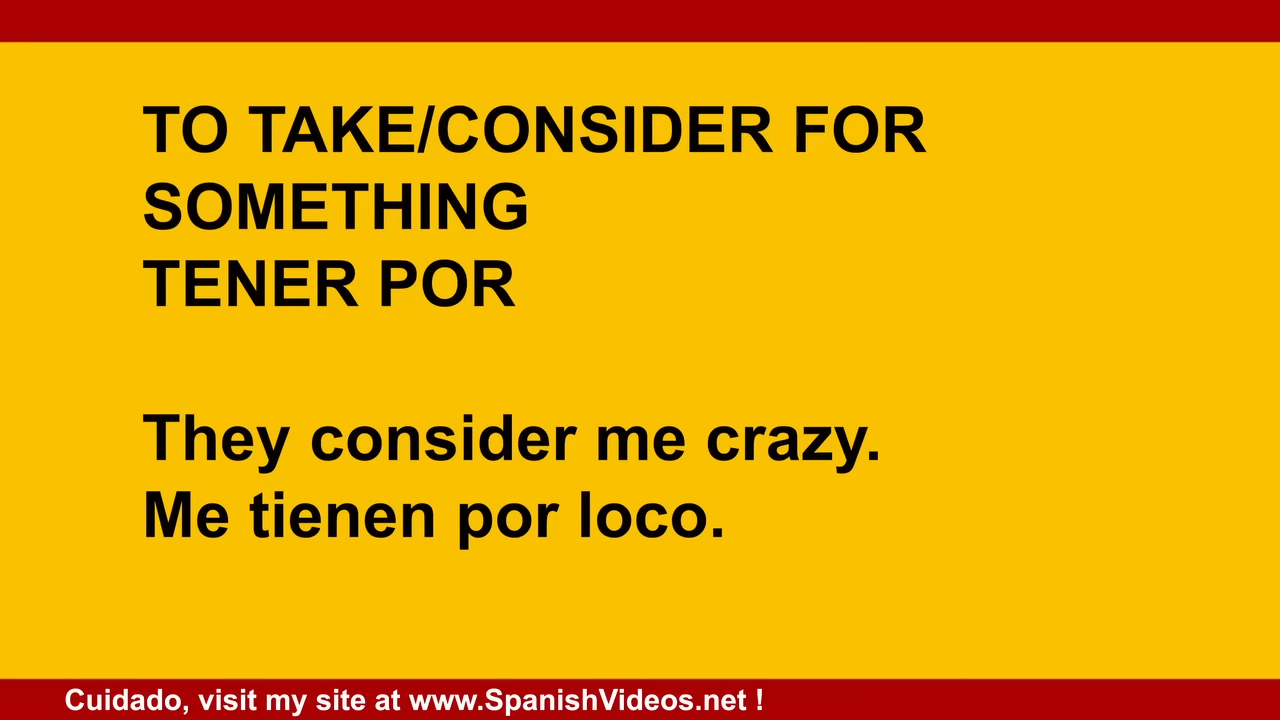 TO TAKE/CONSIDER FOR
SOMETHING
TENER POR
They consider me crazy.
Me tienen por loco.
Cuidado, visit my site at www.SpanishVideos.net !